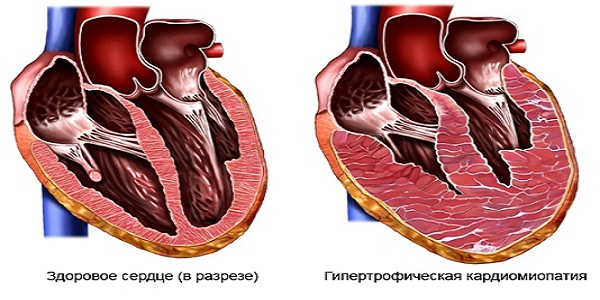 Здоровое сердце (в разрезе)
Гипертрофическая кардиомиопатия